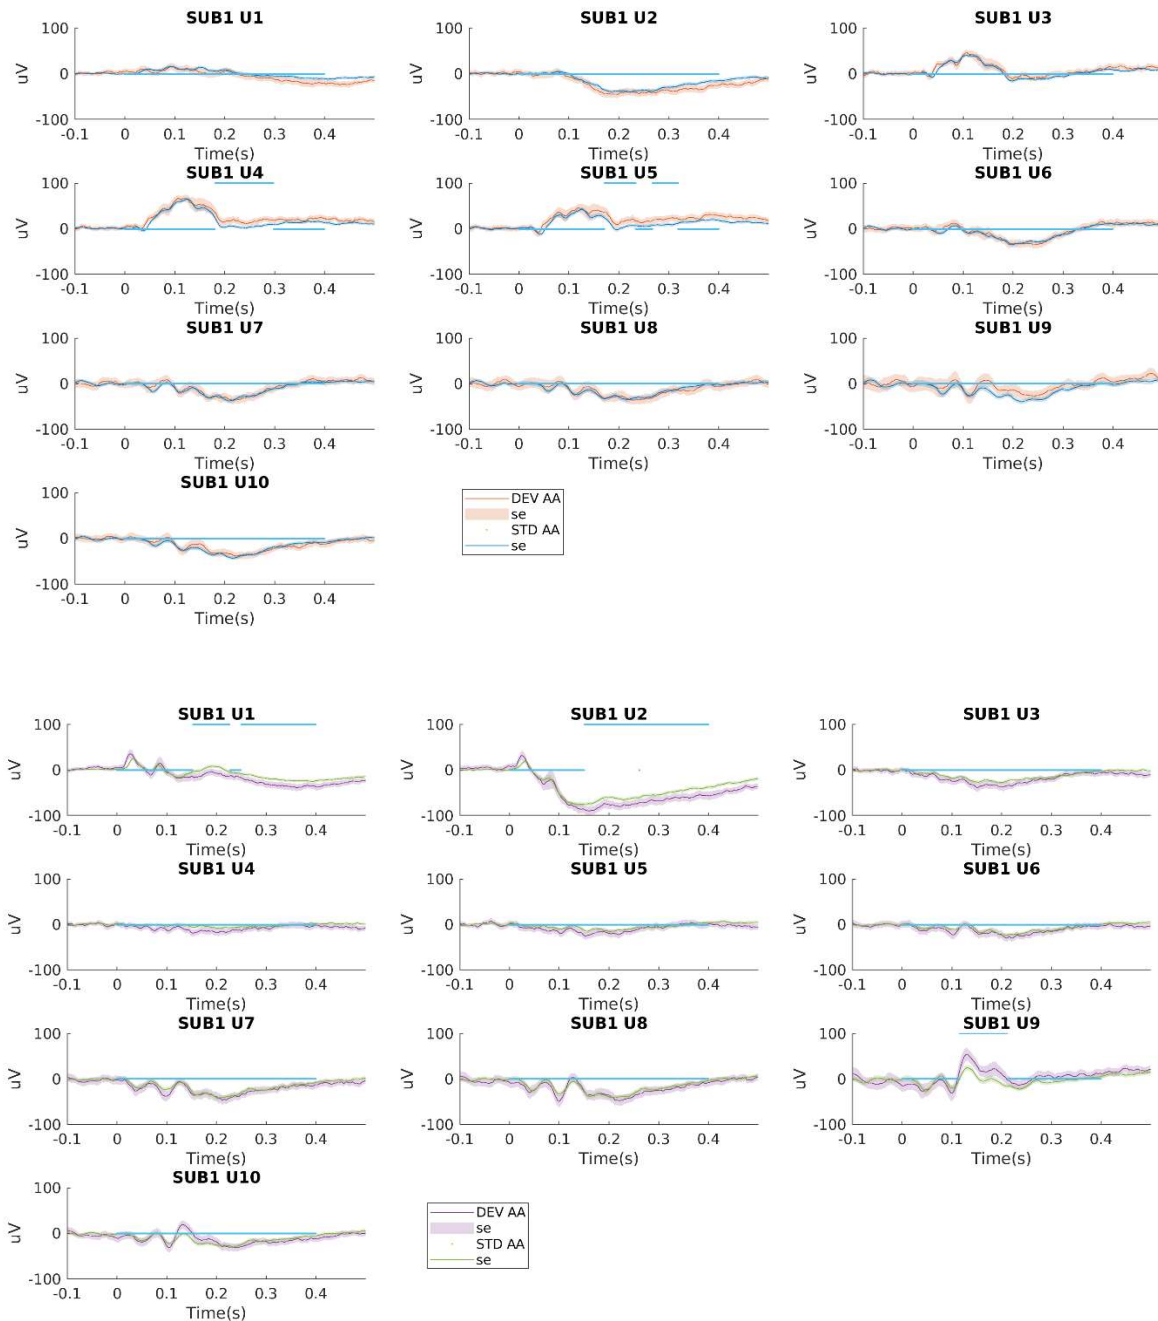 SUB1 U1 SUB1 U2 SUB1 U3
100 100 100
uV 0 uV 0 uV 0
-100 -100 -100
-0.1 0 0.1 0.2 0.3 0.4 -0.1 0 0.1 0.2 0.3 0.4 -0.1 0 0.1 0.2 0.3 0.4
Time(s) Time(s) Time(s)
SUB1 U4 SUB1 U5 SUB1 U6
100 100 100
uV 0 uV 0 uV 0
-100 -100 -100
-0.1 0 0.1 0.2 0.3 0.4 -0.1 0 0.1 0.2 0.3 0.4 -0.1 0 0.1 0.2 0.3 0.4
Time(s) Time(s) Time(s)
SUB1 U7 SUB1 U8 SUB1 U9
100 100 100
uV 0 uV 0 uV 0
-100 -100 -100
-0.1 0 0.1 0.2 0.3 0.4 -0.1 0 0.1 0.2 0.3 0.4 -0.1 0 0.1 0.2 0.3 0.4
Time(s) Time(s) Time(s)
SUB1 U10
100
uV 0
-100
-0.1 0 0.1 0.2 0.3 0.4
Time(s)
DEV AA
se
STD AA
se
SUB1 U1 SUB1 U2 SUB1 U3
100 100 100
uV 0 uV 0 uV 0
-100 -100 -100
-0.1 0 0.1 0.2 0.3 0.4 -0.1 0 0.1 0.2 0.3 0.4 -0.1 0 0.1 0.2 0.3 0.4
Time(s) Time(s) Time(s)
SUB1 U4 SUB1 U5 SUB1 U6
100 100 100
uV 0 uV 0 uV 0
-100 -100 -100
-0.1 0 0.1 0.2 0.3 0.4 -0.1 0 0.1 0.2 0.3 0.4 -0.1 0 0.1 0.2 0.3 0.4
Time(s) Time(s) Time(s)
SUB1 U7 SUB1 U8 SUB1 U9
100 100 100
uV 0 uV 0 uV 0
-100 -100 -100
-0.1 0 0.1 0.2 0.3 0.4 -0.1 0 0.1 0.2 0.3 0.4 -0.1 0 0.1 0.2 0.3 0.4
Time(s) Time(s) Time(s)
SUB1 U10
100
uV 0
-100
-0.1 0 0.1 0.2 0.3 0.4
Time(s)
DEV AA
se
STD AA
se